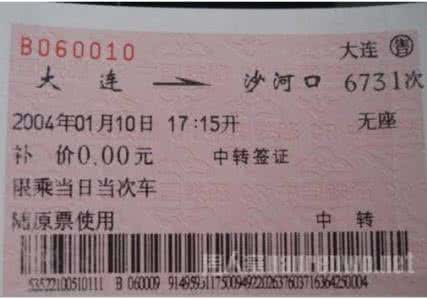 B060010 大连 售
大连 → 沙河口 6731次
2004年01月10日 17:15开 无座
补 价0.00元 中转签证
限乘当日当次车
随原票使用 中 转